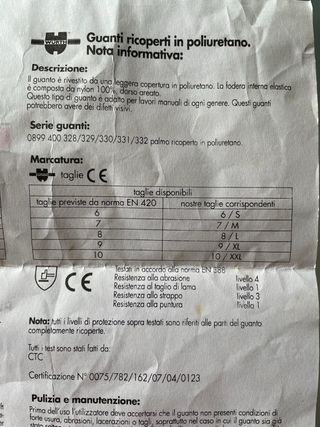 WÜRTH
Guanti ricoperti in poliuretano.
Nota informativa:
Descrizione:
Il guanto è rivestito da una leggera copertura in poliuretano. La fodera interna elastica
è composta da nylon 100%, dorso areato.
Questo tipo di guanto è adatto per lavori manuali di ogni genere. Questi guanti
potrebbero avere dei difetti visivi.
Serie guanti:
0899 400 328/329/330/331/332 palmo ricoperto in poliuretano.
Marcatura:
WÜRTH taglie CE
taglie disponibili
taglie previste da norma EN 420 nostre taglie corrispondenti
6 6 / S
7 7 / M
8 8 / L
9 9 / XL
10 10 / XXL
CE
Testati in accordo alla norma EN 388
Resistenza alla abrasione livello 4
Resistenza al taglio di lama livello 1
Resistenza allo strappo livello 3
Resistenza alla puntura livello 1
Nota: tutti i livelli di protezione sopra testati sono riferiti alle parti del guanto
completamente ricoperte.
Tutti i test sono stati fatti da:
CTC
Certificazione N° 0075/782/162/07/04/0123
Pulizia e manutenzione:
Prima dell'uso l'utilizzatore deve accertarsi che il guanto non presenti condizioni di
forte usura, abrasioni, lacerazioni o tagli, soprattutto nel caso in cui il guanto sia già